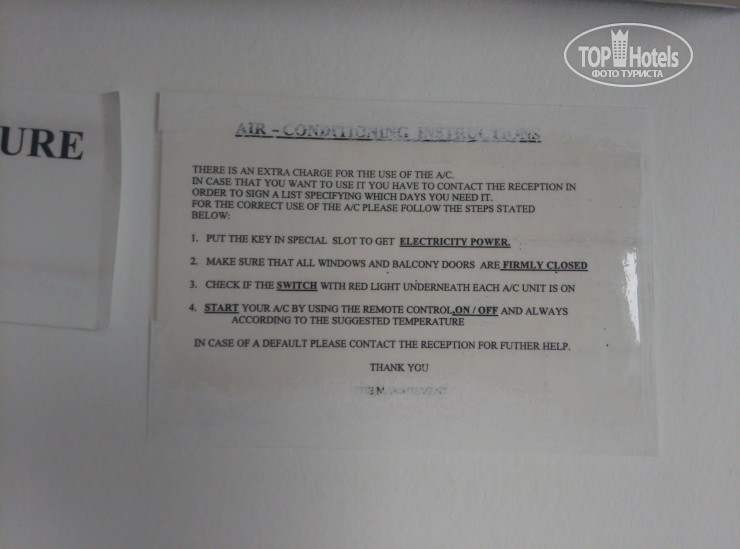 TOP Hotels
ФОТО ТУРИСТА
URE
AIR - CONDITIONING INSTRUCTIONS
THERE IS AN EXTRA CHARGE FOR THE USE OF THE A/C.
IN CASE THAT YOU WANT TO USE IT YOU HAVE TO CONTACT THE RECEPTION IN
ORDER TO SIGN A LIST SPECIFYING WHICH DAYS YOU NEED IT.
FOR THE CORRECT USE OF THE A/C PLEASE FOLLOW THE STEPS STATED
BELOW:
1. PUT THE KEY IN SPECIAL SLOT TO GET ELECTRICITY POWER.
2. MAKE SURE THAT ALL WINDOWS AND BALCONY DOORS ARE FIRMLY CLOSED
3. CHECK IF THE SWITCH WITH RED LIGHT UNDERNEATH EACH A/C UNIT IS ON
4. START YOUR A/C BY USING THE REMOTE CONTROL,ON / OFF AND ALWAYS
ACCORDING TO THE SUGGESTED TEMPERATURE
IN CASE OF A DEFAULT PLEASE CONTACT THE RECEPTION FOR FUTHER HELP.
THANK YOU